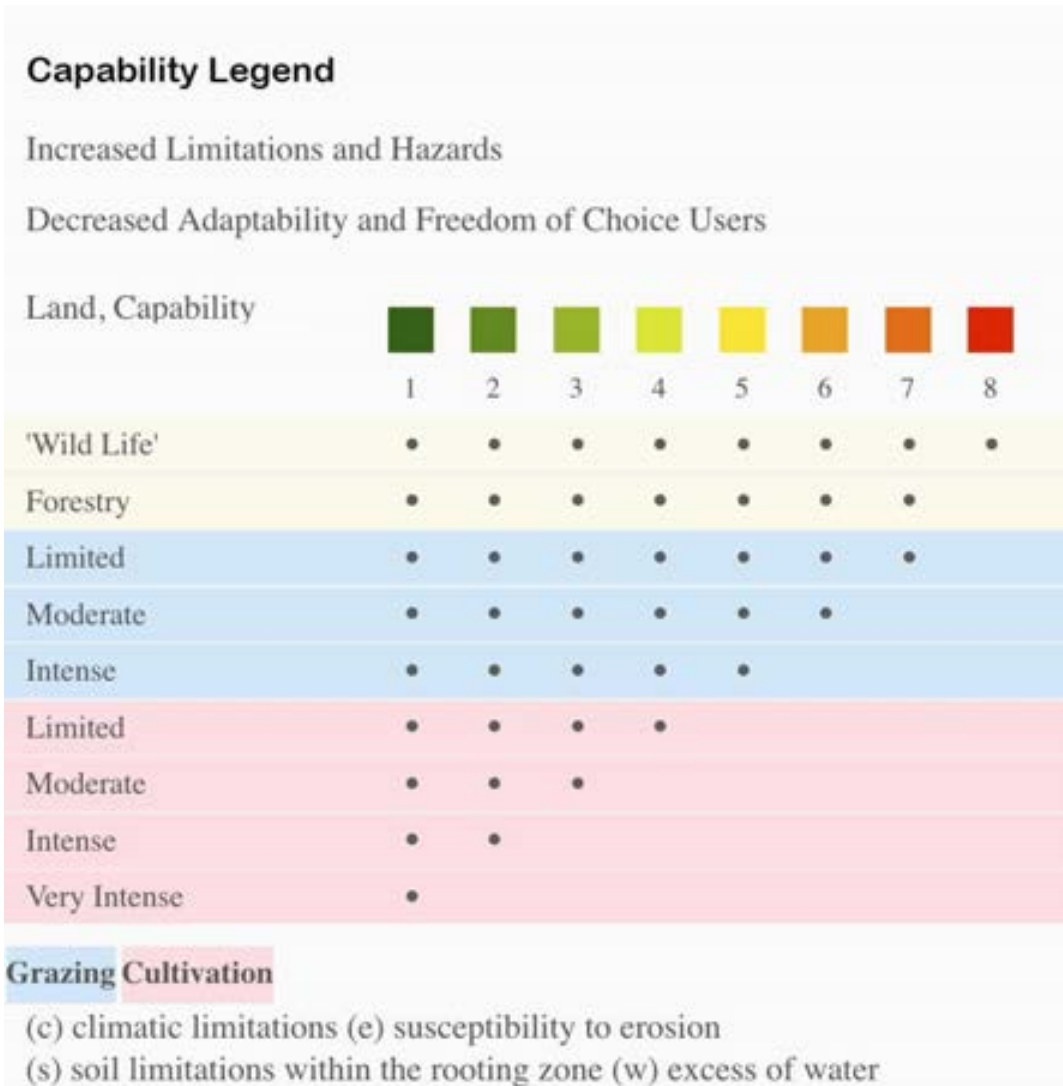 Capability Legend
Increased Limitations and Hazards
Decreased Adaptability and Freedom of Choice Users
Land, Capability
1 2 3 4 5 6 7 8
'Wild Life'
Forestry
Limited
Moderate
Intense
Limited
Moderate
Intense
Very Intense
Grazing Cultivation
(c) climatic limitations (e) susceptibility to erosion
(s) soil limitations within the rooting zone (w) excess of water